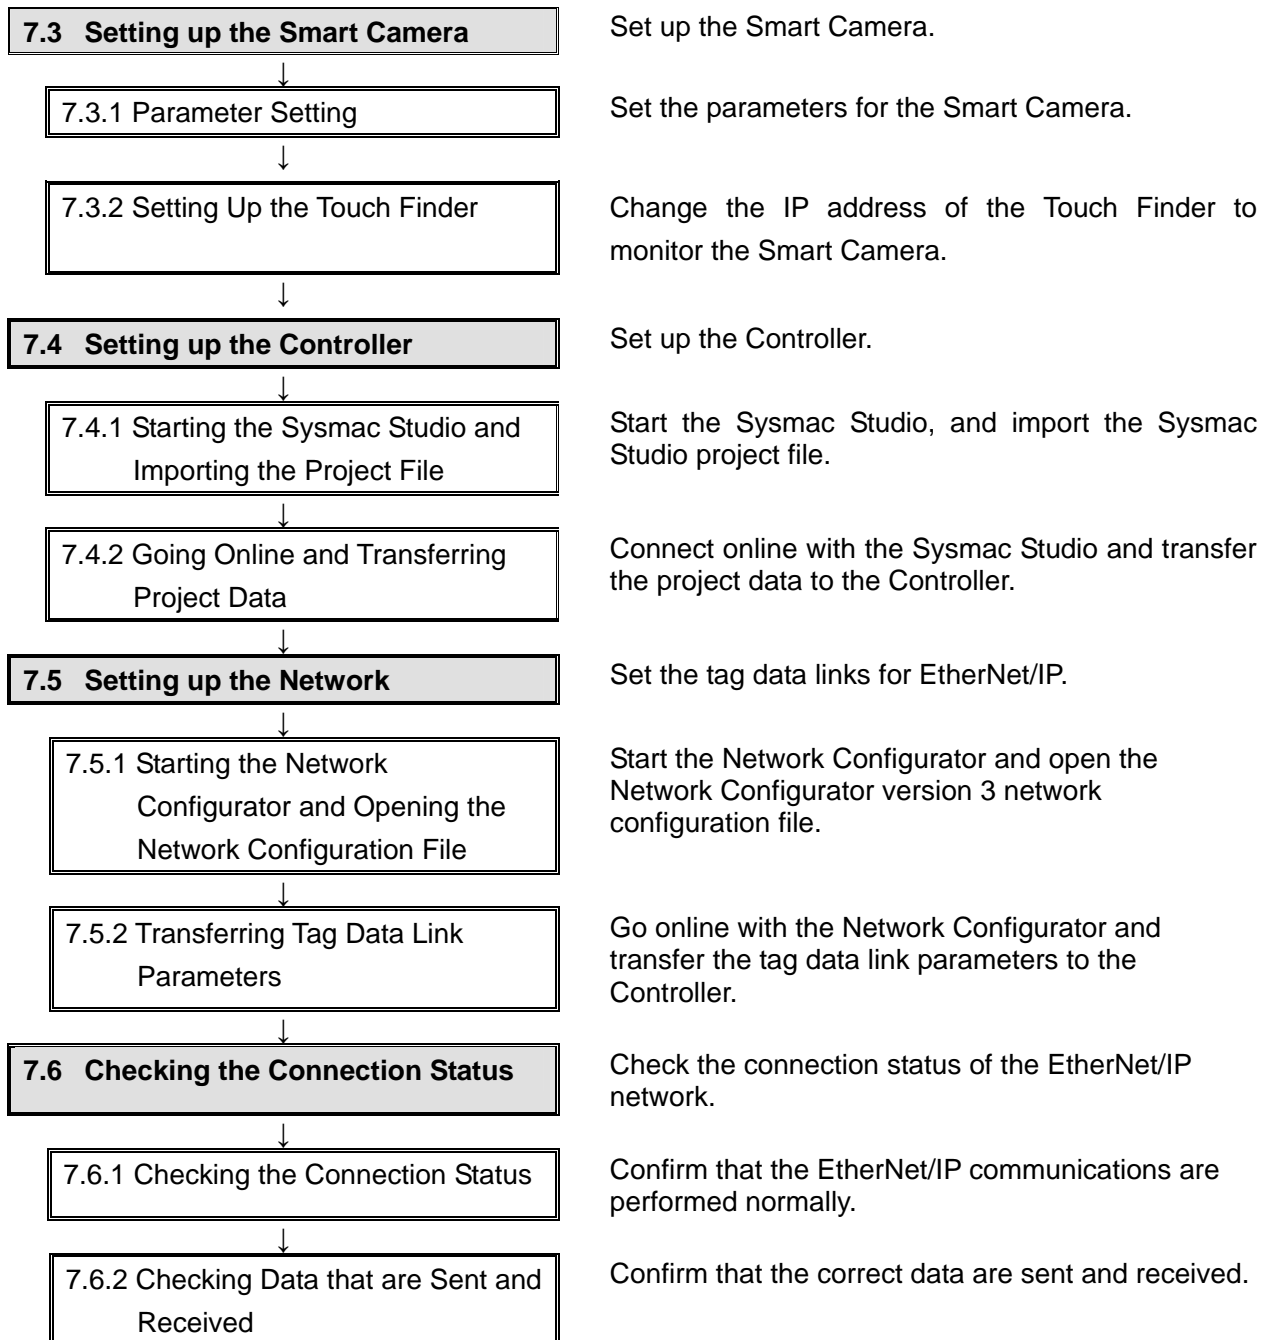 7.3 Setting up the Smart Camera
Set up the Smart Camera.
↓
7.3.1 Parameter Setting
Set the parameters for the Smart Camera.
↓
7.3.2 Setting Up the Touch Finder
Change the IP address of the Touch Finder to
monitor the Smart Camera.
↓
7.4 Setting up the Controller
Set up the Controller.
↓
7.4.1 Starting the Sysmac Studio and
Importing the Project File
Start the Sysmac Studio, and import the Sysmac
Studio project file.
↓
7.4.2 Going Online and Transferring
Project Data
Connect online with the Sysmac Studio and transfer
the project data to the Controller.
↓
7.5 Setting up the Network
Set the tag data links for EtherNet/IP.
↓
7.5.1 Starting the Network
Configurator and Opening the
Network Configuration File
Start the Network Configurator and open the
Network Configurator version 3 network
configuration file.
↓
7.5.2 Transferring Tag Data Link
Parameters
Go online with the Network Configurator and
transfer the tag data link parameters to the
Controller.
↓
7.6 Checking the Connection Status
Check the connection status of the EtherNet/IP
network.
↓
7.6.1 Checking the Connection Status
Confirm that the EtherNet/IP communications are
performed normally.
↓
7.6.2 Checking Data that are Sent and
Received
Confirm that the correct data are sent and received.